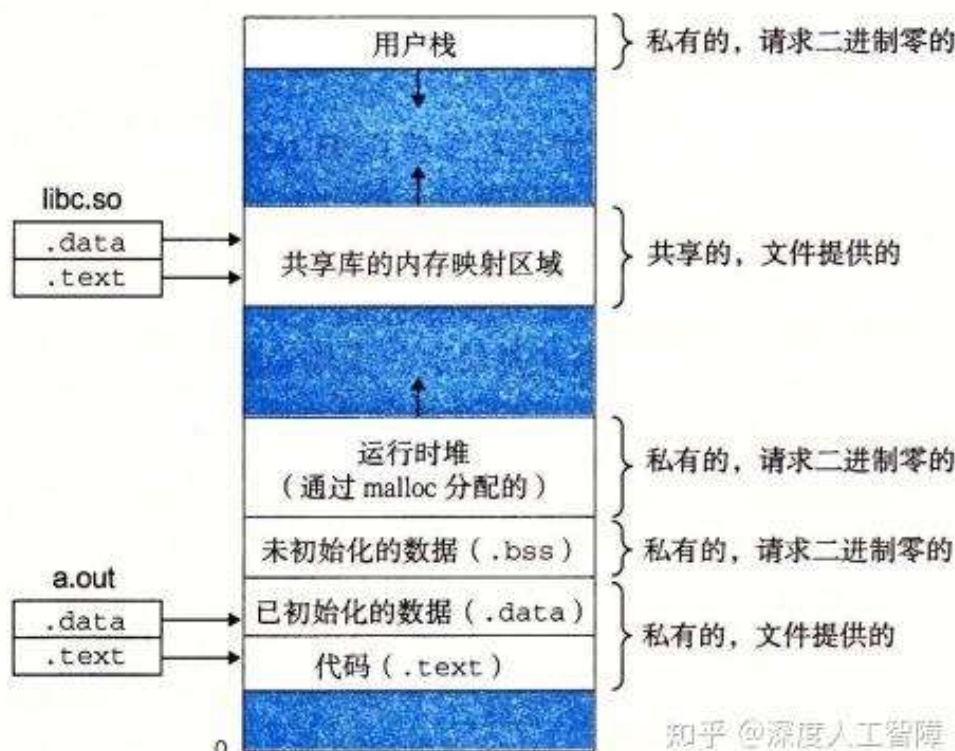 用户栈
私有的，请求二进制零的
libc.so
.data
.text
共享库的内存映射区域
共享的，文件提供的
运行时堆
（通过 malloc 分配的）
私有的，请求二进制零的
未初始化的数据（.bss）
私有的，请求二进制零的
a.out
.data
.text
已初始化的数据（.data）
代码（.text）
私有的，文件提供的
0
知乎 @深度人工智障